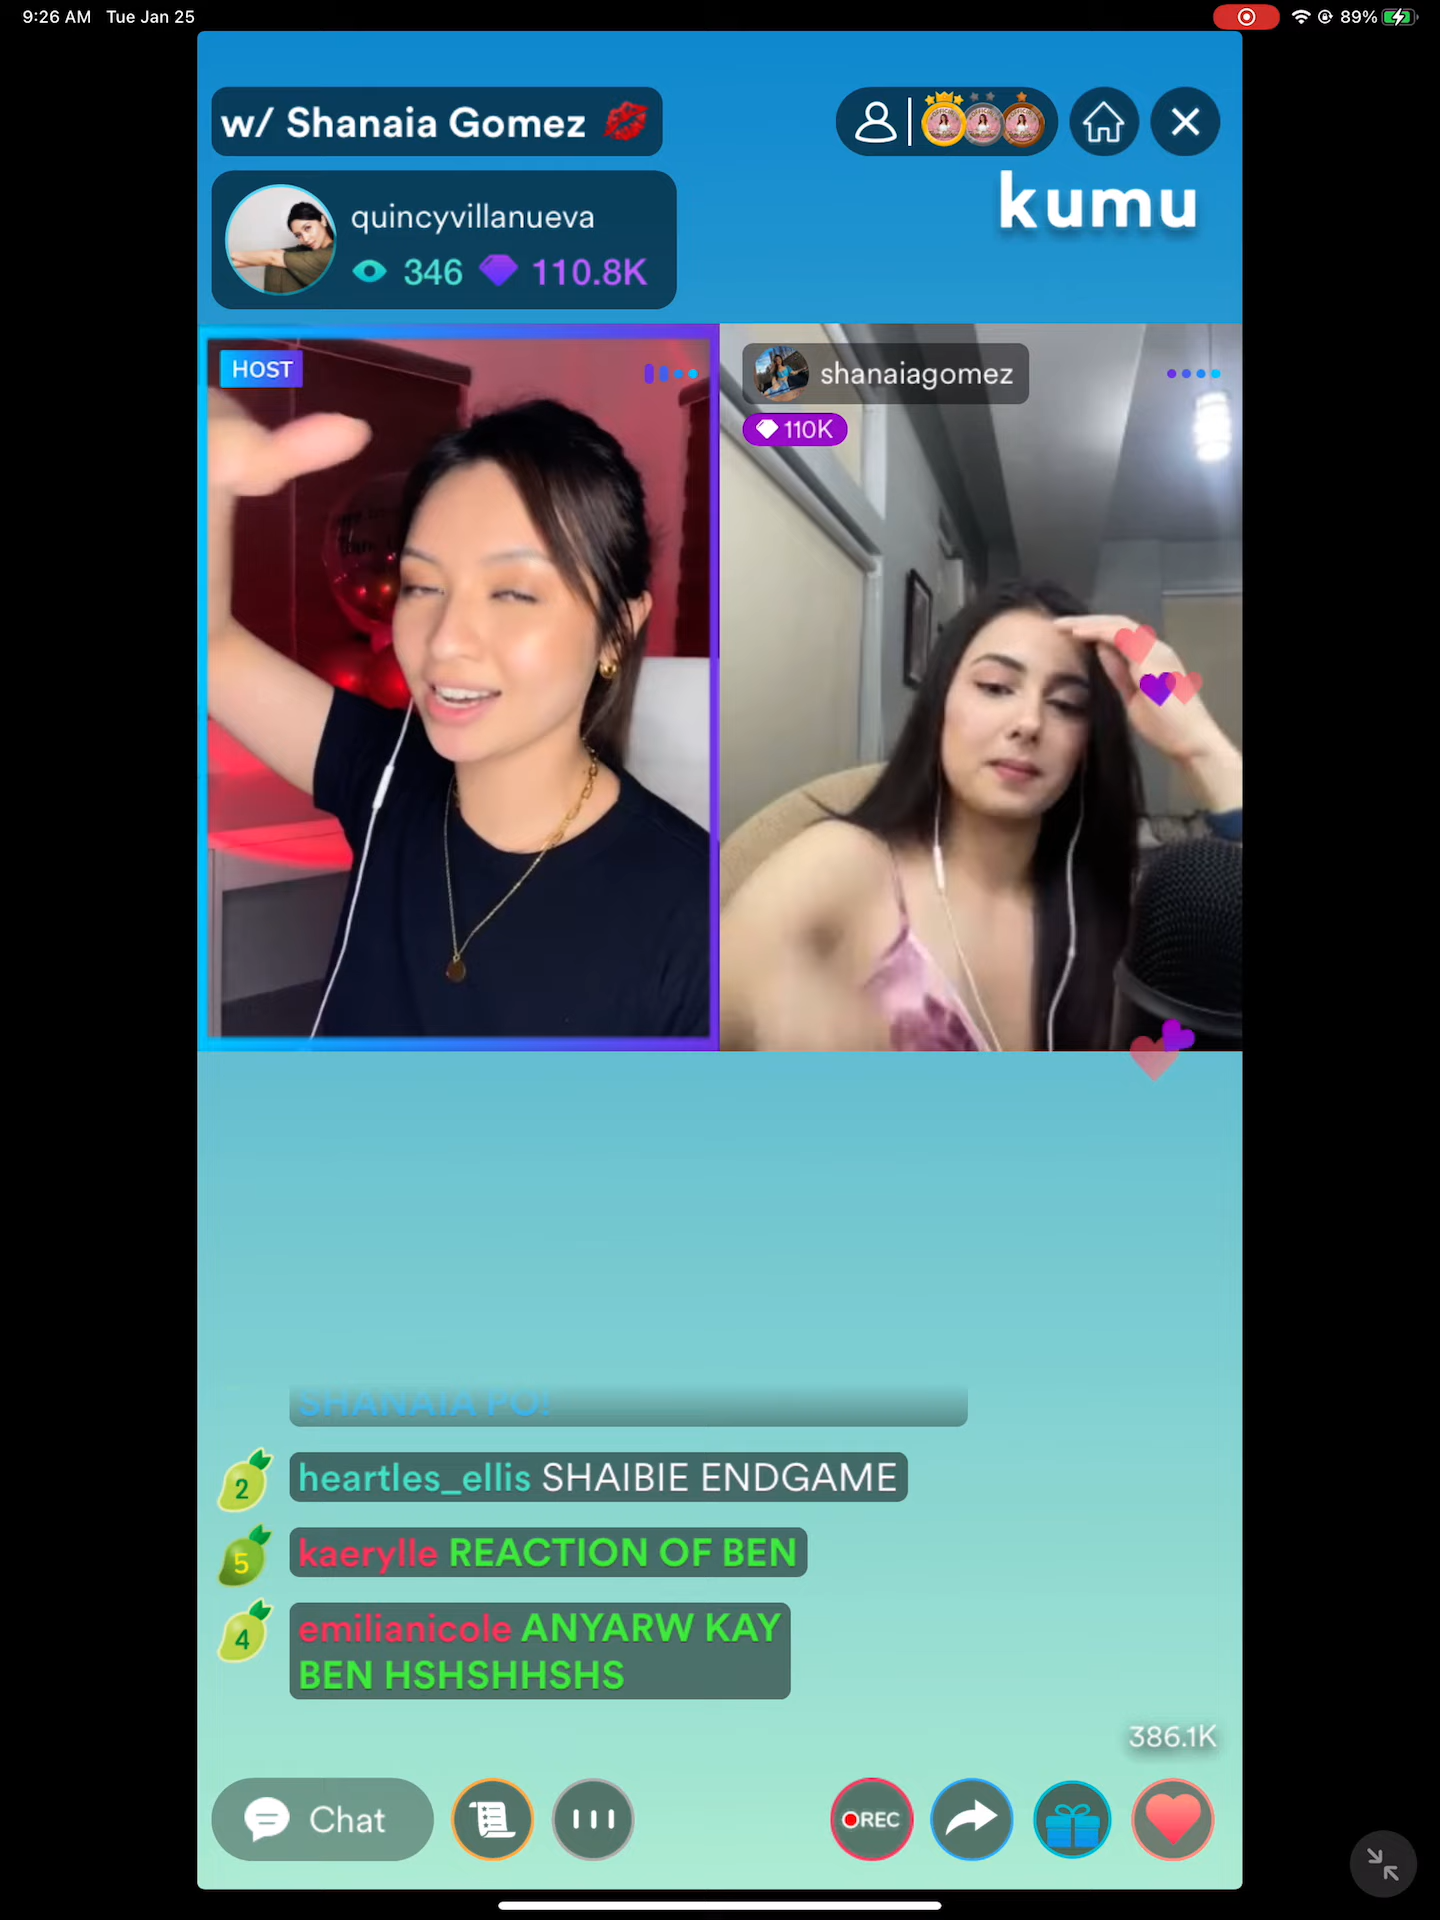 9:26 AM Tue Jan 25
89%
w/ Shanaia Gomez
kumu
quincyvillanueva
346 110.8K
HOST
shanaiagomez
110K
SHANAIA PO!
2 heartles_ellis SHAIBIE ENDGAME
5 kaerylle REACTION OF BEN
4 emilianicole ANYARW KAY
BEN HSHSHHSHS
386.1K
Chat
REC